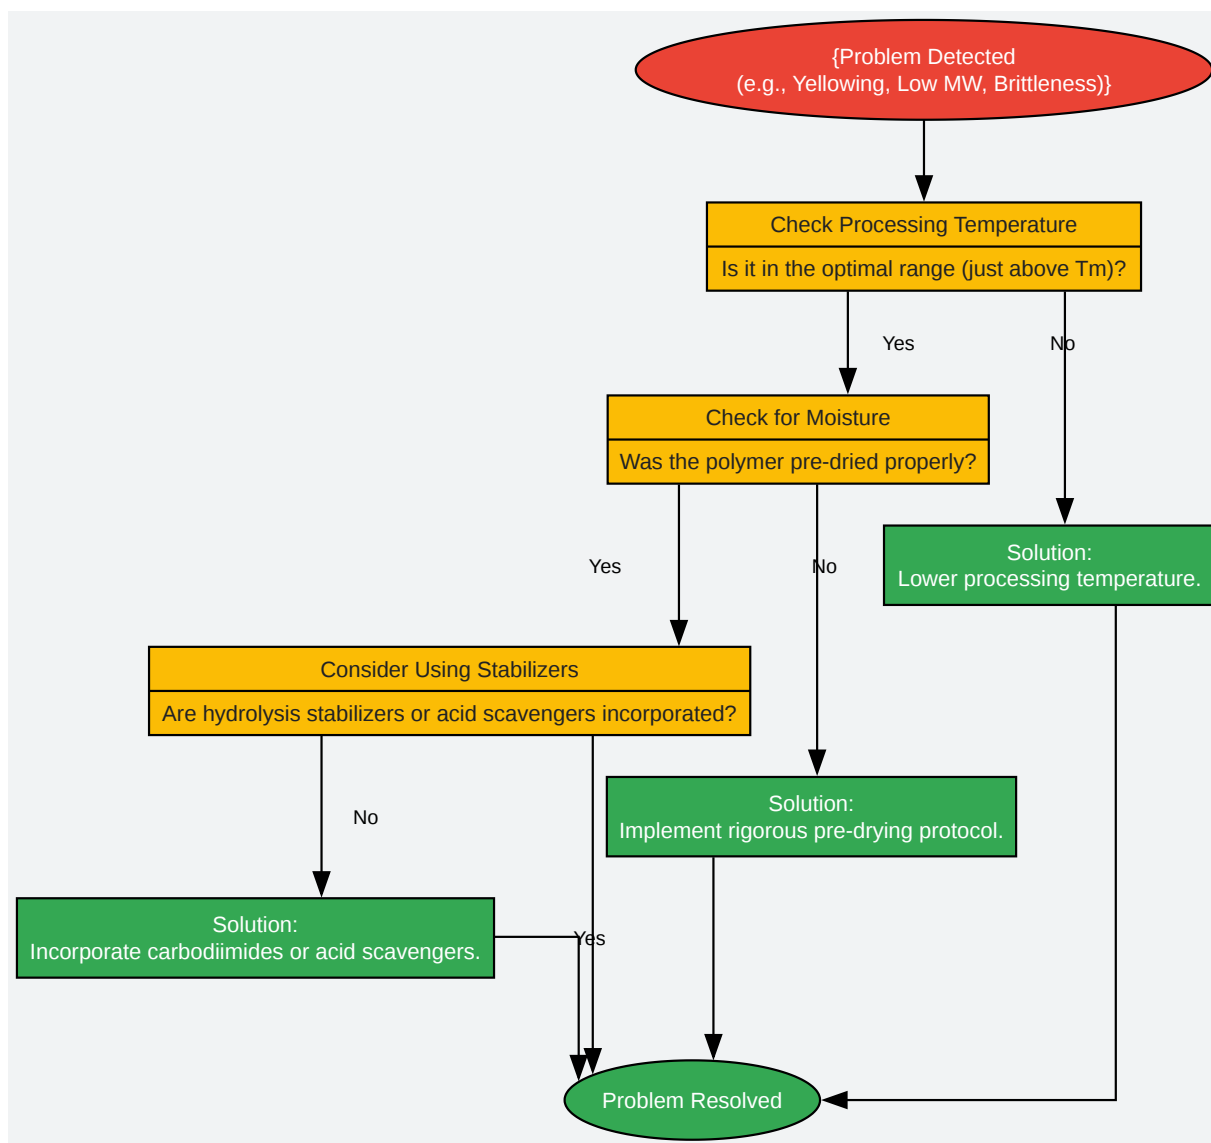 {Problem Detected
(e.g., Yellowing, Low MW, Brittleness)}
Check Processing Temperature
Is it in the optimal range (just above Tm)?
Yes
No
Check for Moisture
Was the polymer pre-dried properly?
Solution:
Lower processing temperature.
Yes
No
Consider Using Stabilizers
Are hydrolysis stabilizers or acid scavengers incorporated?
Solution:
Implement rigorous pre-drying protocol.
No
Solution:
Incorporate carbodiimides or acid scavengers.
Yes
Problem Resolved